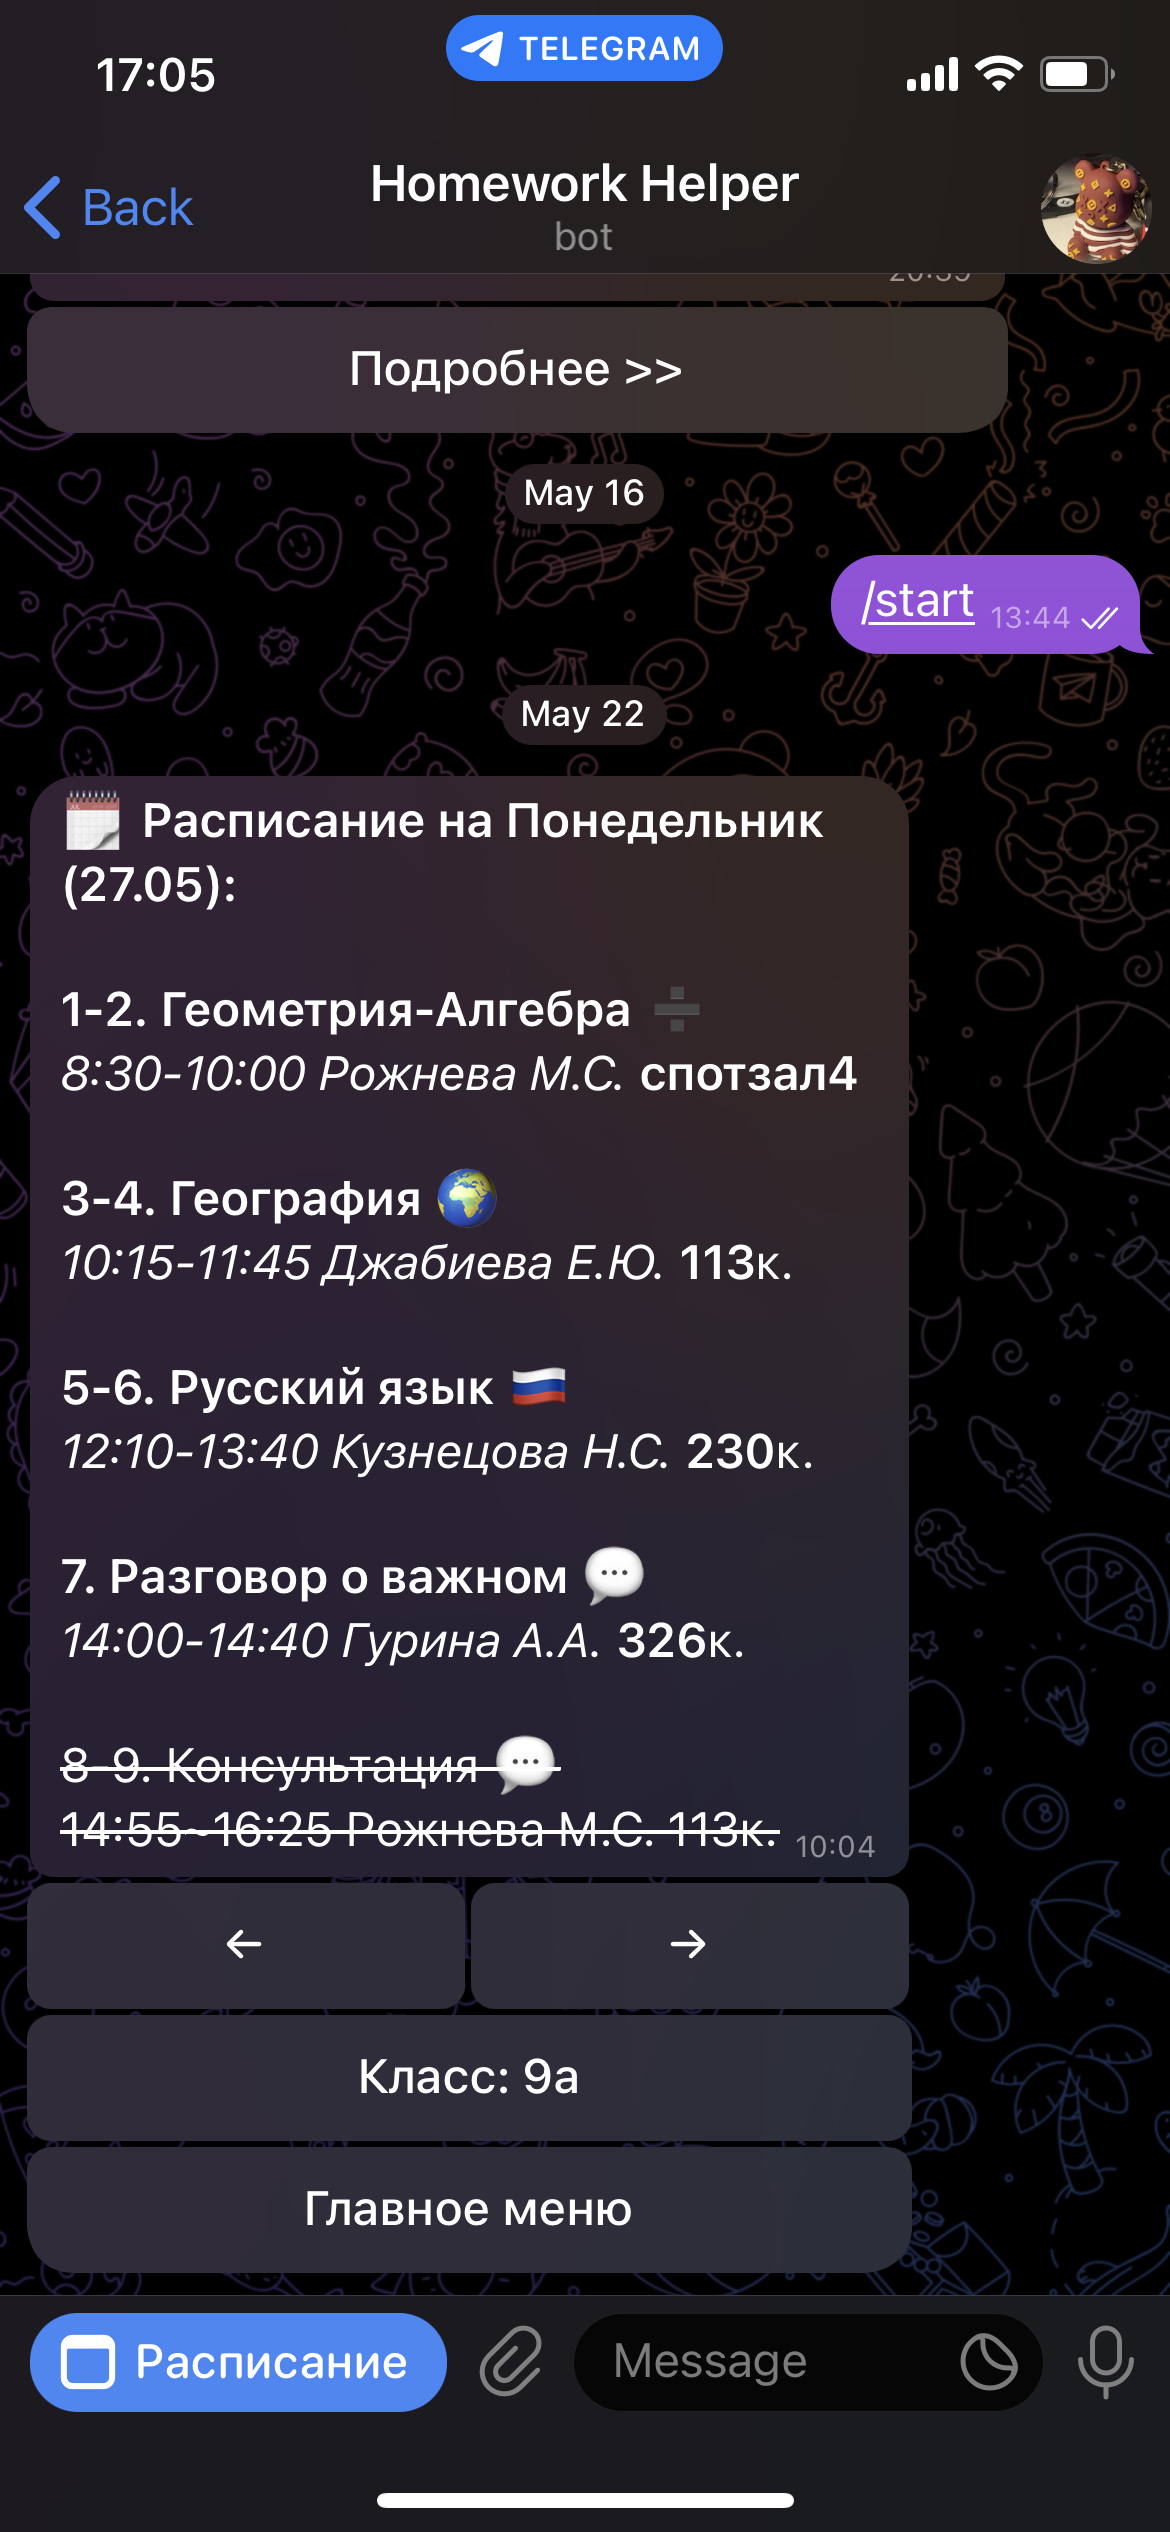 17:05
TELEGRAM
Back
Homework Helper
bot
Подробнее >>
May 16
/start 13:44
May 22
Расписание на Понедельник
(27.05):
1-2. Геометрия-Алгебра ➗
8:30-10:00 Рожнева М.С. спотзал4
3-4. География 🌍
10:15-11:45 Джабиева Е.Ю. 113к.
5-6. Русский язык 🇷🇺
12:10-13:40 Кузнецова Н.С. 230к.
7. Разговор о важном 💬
14:00-14:40 Гурина А.А. 326к.
8-9. Консультация 💬
14:55-16:25 Рожнева М.С. 113к. 10:04
← →
Класс: 9а
Главное меню
Расписание
Message